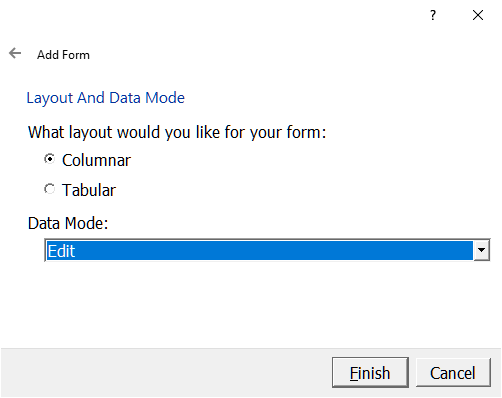 ?
Add Form
Layout And Data Mode
What layout would you like for your form:
Columnar
Tabular
Data Mode:
Edit
Finish Cancel